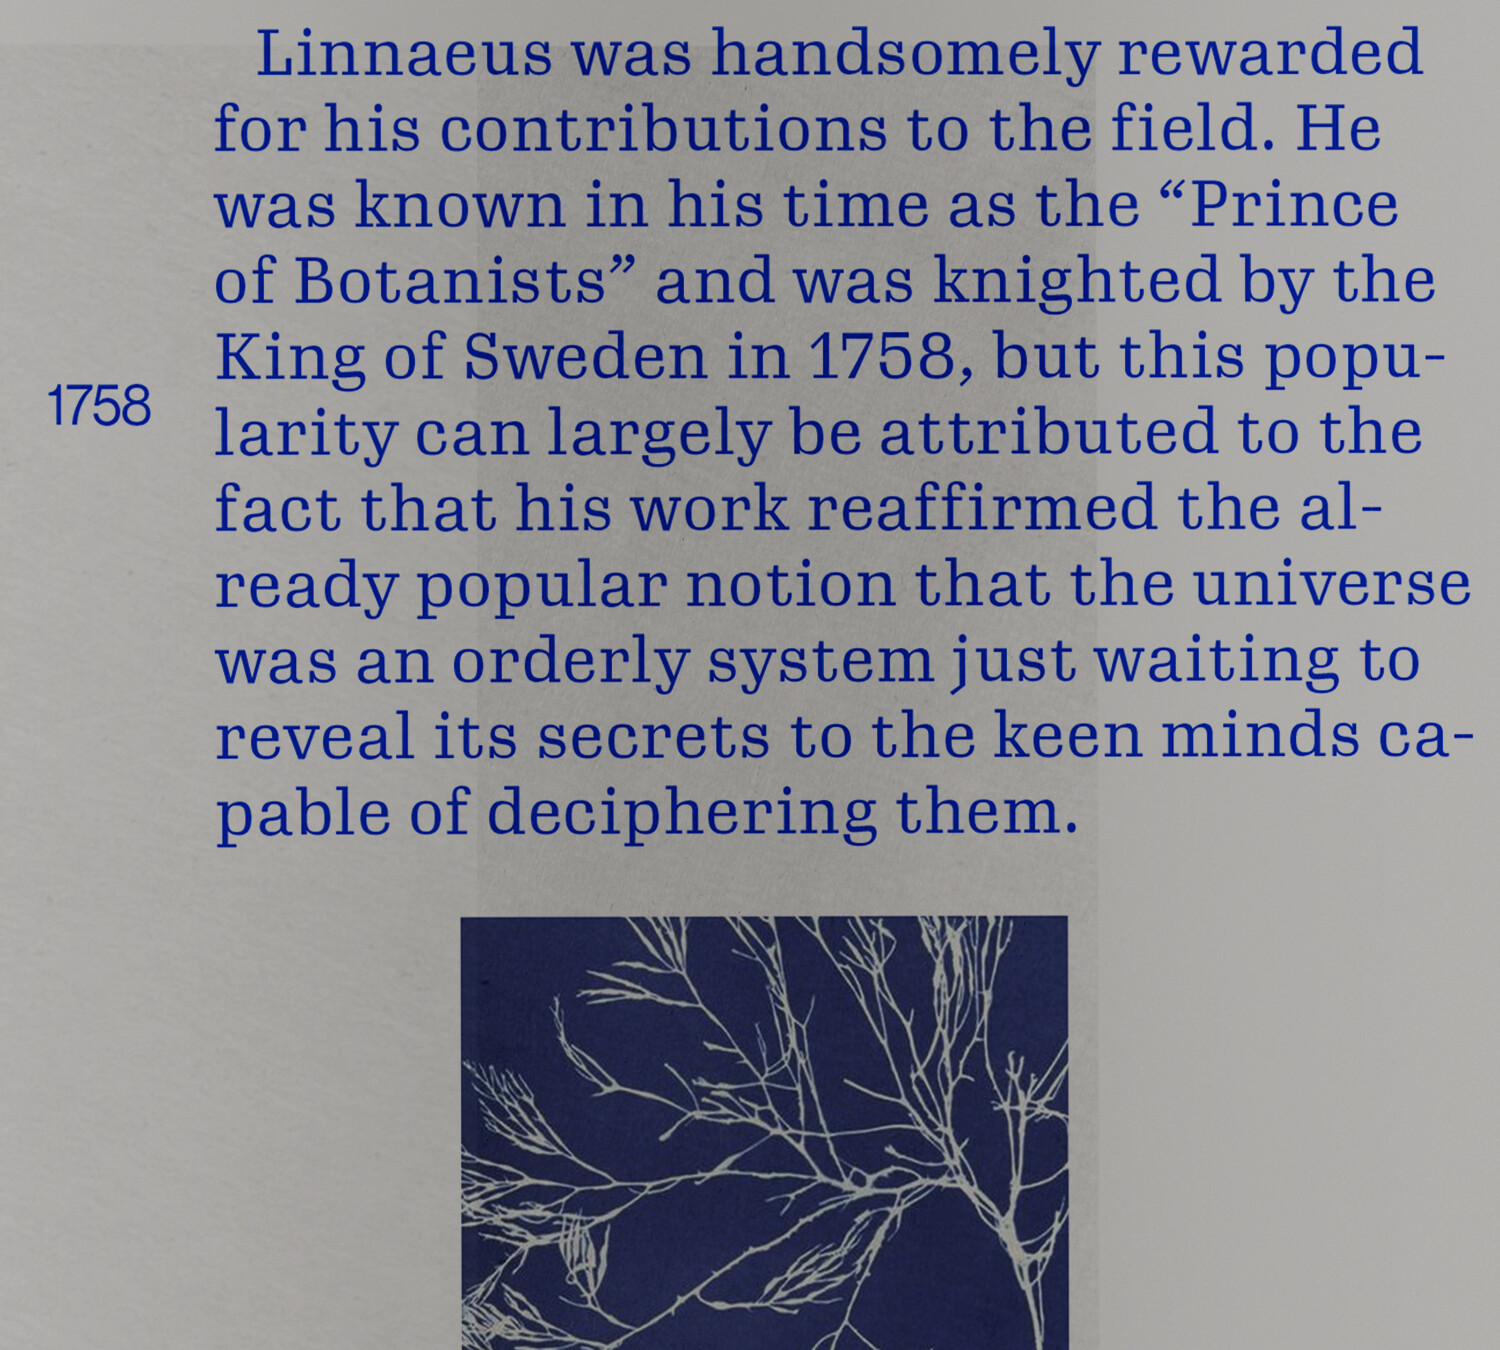 Linnaeus was handsomely rewarded
for his contributions to the field. He
was known in his time as the “Prince
of Botanists” and was knighted by the
King of Sweden in 1758, but this popu-
1758
larity can largely be attributed to the
fact that his work reaffirmed the al-
ready popular notion that the universe
was an orderly system just waiting to
reveal its secrets to the keen minds ca-
pable of deciphering them.